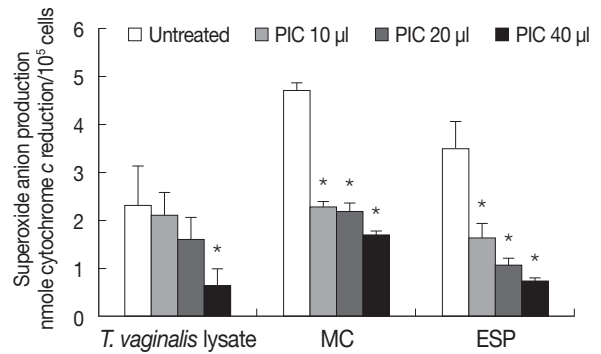 Untreated PIC 10 μl PIC 20 μl PIC 40 μl
Superoxide anion production
nmole cytochrome c reduction/10⁵ cells
6
5
4
3
2
1
0
* * *
*
*
*
*
T. vaginalis lysate MC ESP